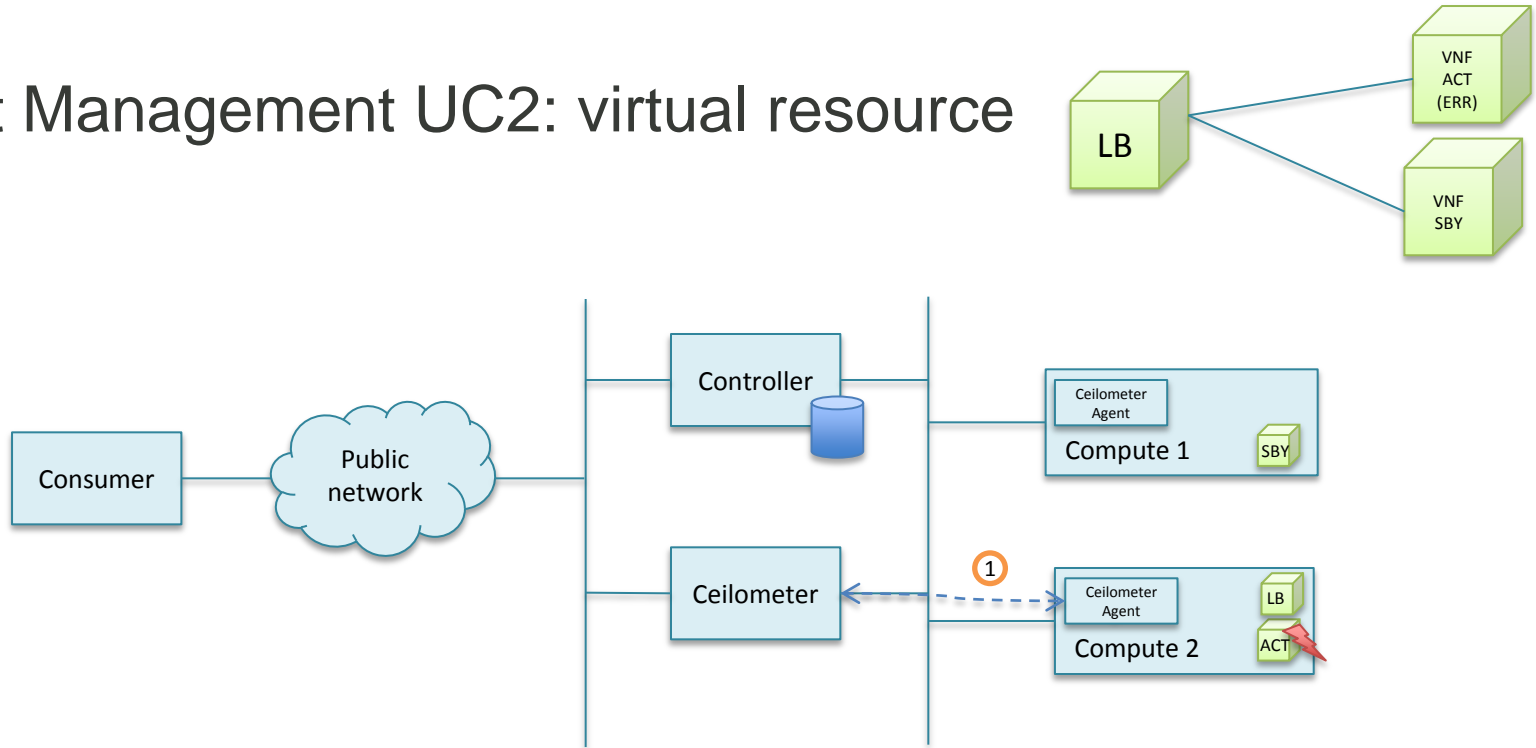 t Management UC2: virtual resource
VNF
ACT
(ERR)
LB
VNF
SBY
Controller
Ceilometer
Agent
Compute 1
SBY
Consumer
Public
network
1
Ceilometer
Ceilometer
Agent
LB
Compute 2
ACT